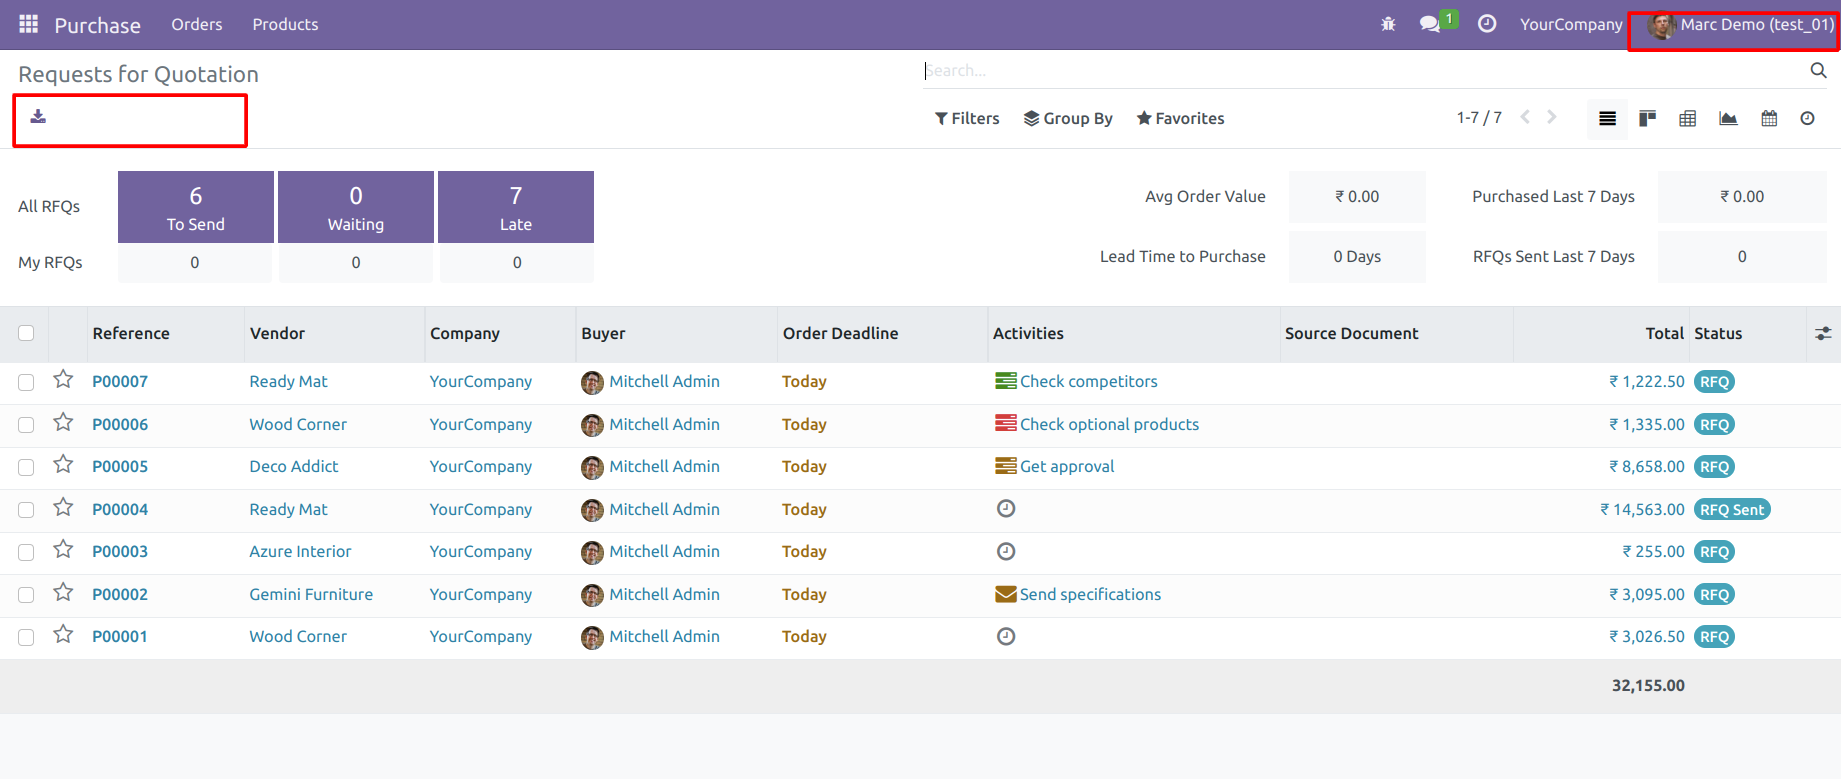 Purchase Orders Products 1 YourCompany Marc Demo (test_01)
Requests for Quotation Search...
Filters Group By Favorites 1-7 / 7
All RFQs 6 To Send 0 Waiting 7 Late Avg Order Value ₹ 0.00 Purchased Last 7 Days ₹ 0.00
My RFQs 0 0 0 Lead Time to Purchase 0 Days RFQs Sent Last 7 Days 0
Reference Vendor Company Buyer Order Deadline Activities Source Document Total Status
P00007 Ready Mat YourCompany Mitchell Admin Today Check competitors ₹ 1,222.50 RFQ
P00006 Wood Corner YourCompany Mitchell Admin Today Check optional products ₹ 1,335.00 RFQ
P00005 Deco Addict YourCompany Mitchell Admin Today Get approval ₹ 8,658.00 RFQ
P00004 Ready Mat YourCompany Mitchell Admin Today ₹ 14,563.00 RFQ Sent
P00003 Azure Interior YourCompany Mitchell Admin Today ₹ 255.00 RFQ
P00002 Gemini Furniture YourCompany Mitchell Admin Today Send specifications ₹ 3,095.00 RFQ
P00001 Wood Corner YourCompany Mitchell Admin Today ₹ 3,026.50 RFQ
32,155.00